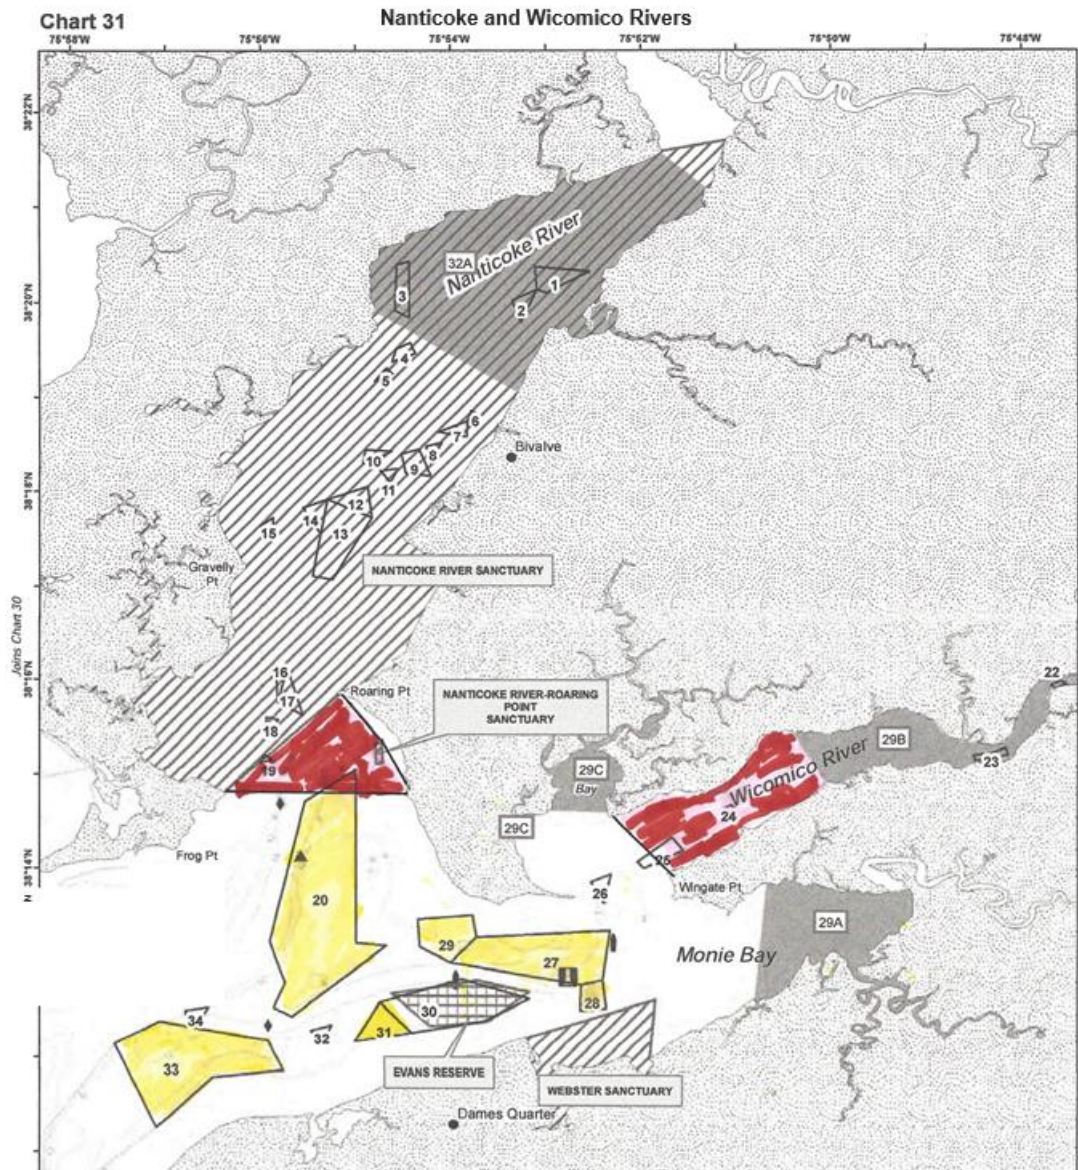 Chart 31
Nanticoke and Wicomico Rivers
75°58'W
75°56'W
75°54'W
75°52'W
75°50'W
75°48'W
38°22'N
Nanticoke River
32A
1
3
38°20'N
2
4
5
6
7
Bivalve
8
10
9
11
38°18'N
12
14
15
13
Gravelly
Pt
NANTICOKE RIVER SANCTUARY
Joins Chart 30
38°16'N
16
22
Roaring Pt
NANTICOKE RIVER-ROARING
POINT
SANCTUARY
17
18
29B
Wicomico River
23
19
29C
Bay
24
29C
Frog Pt
38°14'N
25
Wingate Pt
26
20
29A
29
Monie Bay
27
1
28
30
34
31
32
33
EVANS RESERVE
WEBSTER SANCTUARY
Dames Quarter